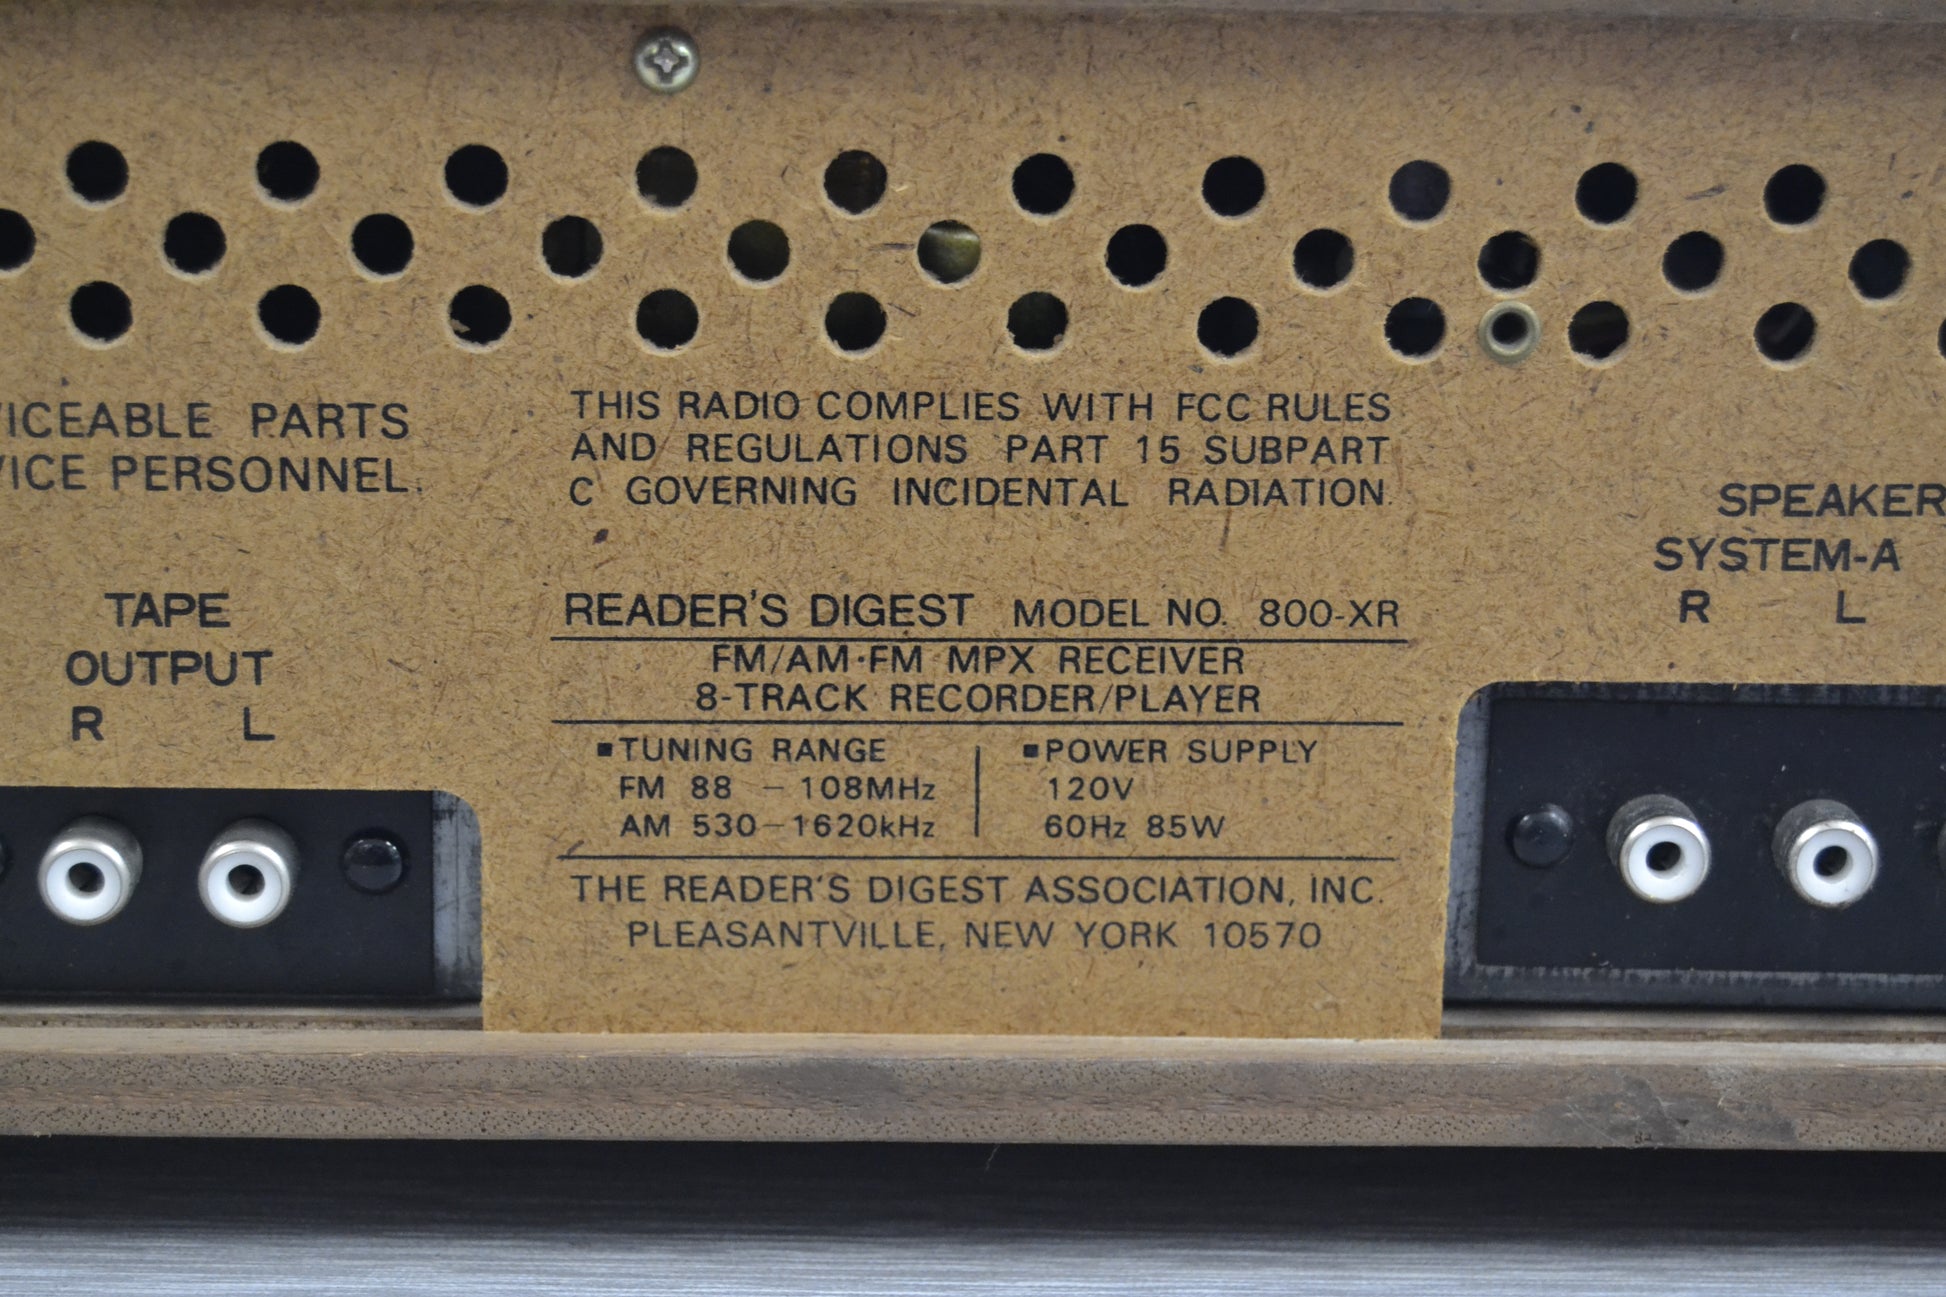 PARTS
PERSONNEL.
TAPE
OUTPUT
R L
THIS RADIO COMPLIES WITH FCC RULES
AND REGULATIONS PART 15 SUBPART
C GOVERNING INCIDENTAL RADIATION.
READER'S DIGEST MODEL NO. 800-XR
FM/AM·FM MPX RECEIVER
8-TRACK RECORDER/PLAYER
▪TUNING RANGE
FM 88 – 108MHz
AM 530–1620kHz
▪POWER SUPPLY
120V
60Hz 85W
THE READER'S DIGEST ASSOCIATION, INC.
PLEASANTVILLE, NEW YORK 10570
SPEAKER
SYSTEM-A
R L